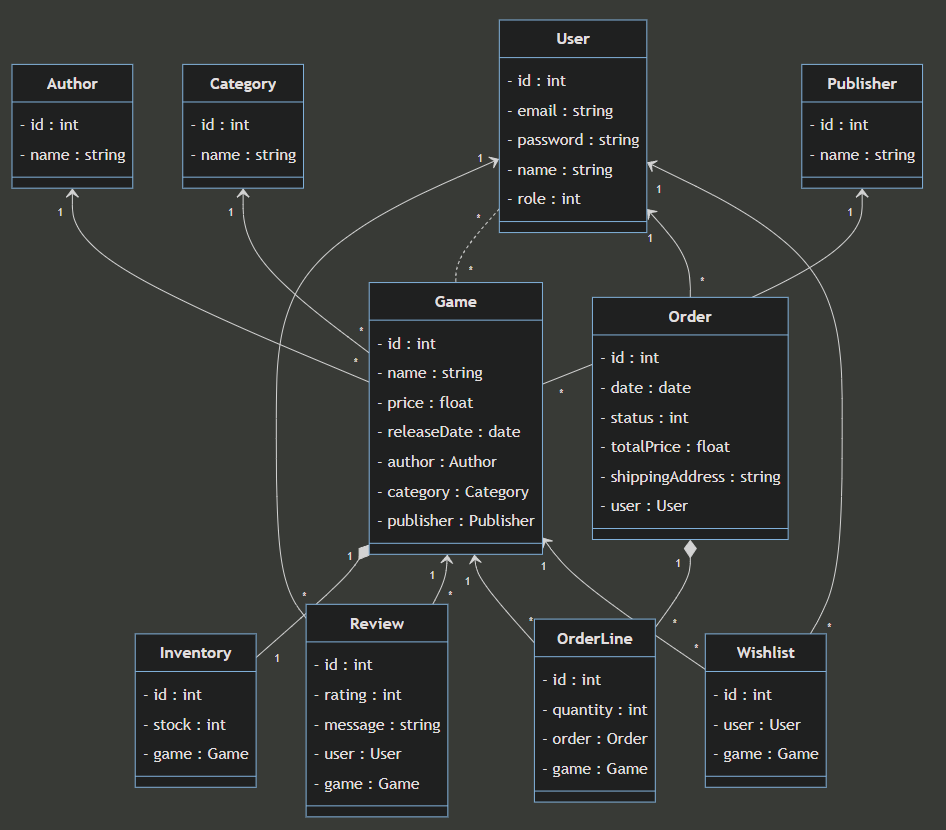 User
- id : int
- email : string
- password : string
- name : string
- role : int
Author
- id : int
- name : string
Category
- id : int
- name : string
Publisher
- id : int
- name : string
1
1
1
1
1
1
*
*
*
Game
- id : int
- name : string
- price : float
- releaseDate : date
- author : Author
- category : Category
- publisher : Publisher
Order
- id : int
- date : date
- status : int
- totalPrice : float
- shippingAddress : string
- user : User
*
*
*
1
1
1
1
1
*
*
*
*
*
*
1
Inventory
- id : int
- stock : int
- game : Game
Review
- id : int
- rating : int
- message : string
- user : User
- game : Game
OrderLine
- id : int
- quantity : int
- order : Order
- game : Game
Wishlist
- id : int
- user : User
- game : Game